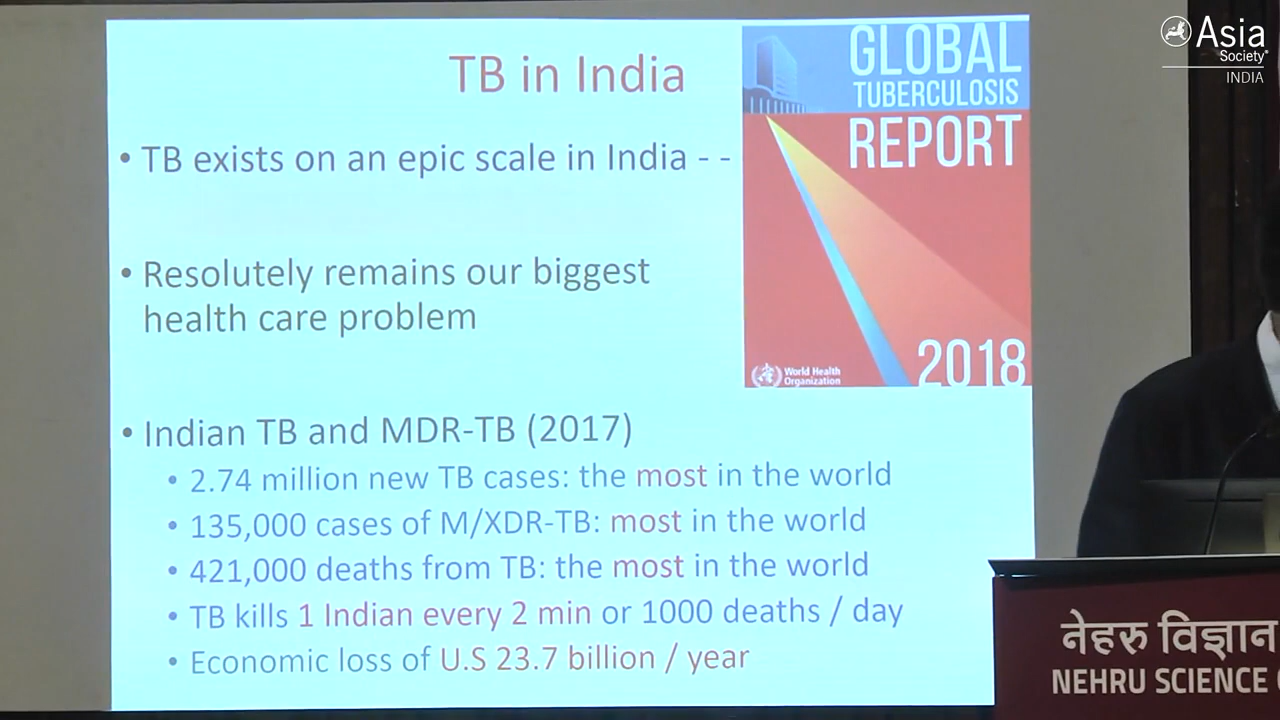 TB in India
• TB exists on an epic scale in India - -
• Resolutely remains our biggest
health care problem
• Indian TB and MDR-TB (2017)
• 2.74 million new TB cases: the most in the world
• 135,000 cases of M/XDR-TB: most in the world
• 421,000 deaths from TB: the most in the world
• TB kills 1 Indian every 2 min or 1000 deaths / day
• Economic loss of U.S 23.7 billion / year
GLOBAL
TUBERCULOSIS
REPORT
2018
World Health
Organization
Asia
Society
INDIA
नेहरु विज्ञान
NEHRU SCIENCE